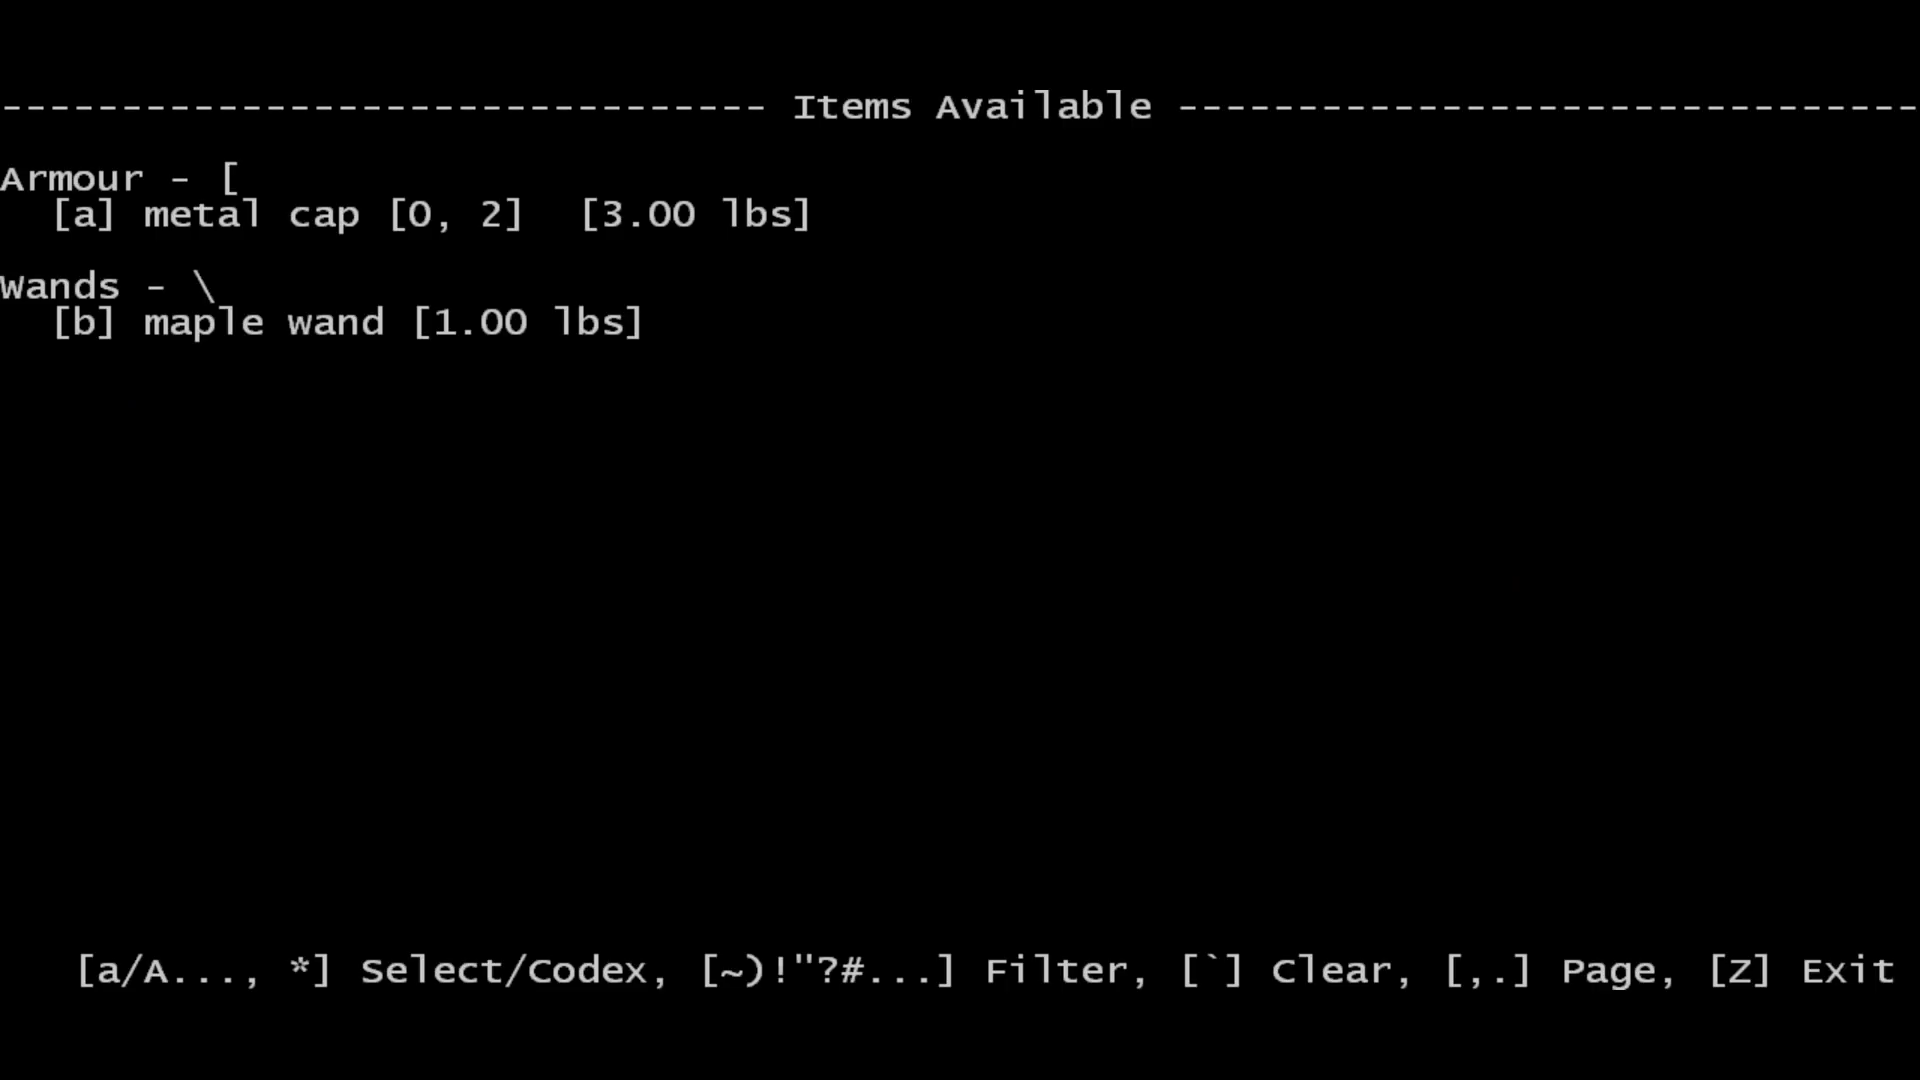 -------------------------------- Items Available -------------------------------
Armour - [
[a] metal cap [0, 2]  [3.00 lbs]
Wands - \
[b] maple wand [1.00 lbs]
[a/A..., *] Select/Codex, [~)!"?#...] Filter, [`] Clear, [,.] Page, [Z] Exit